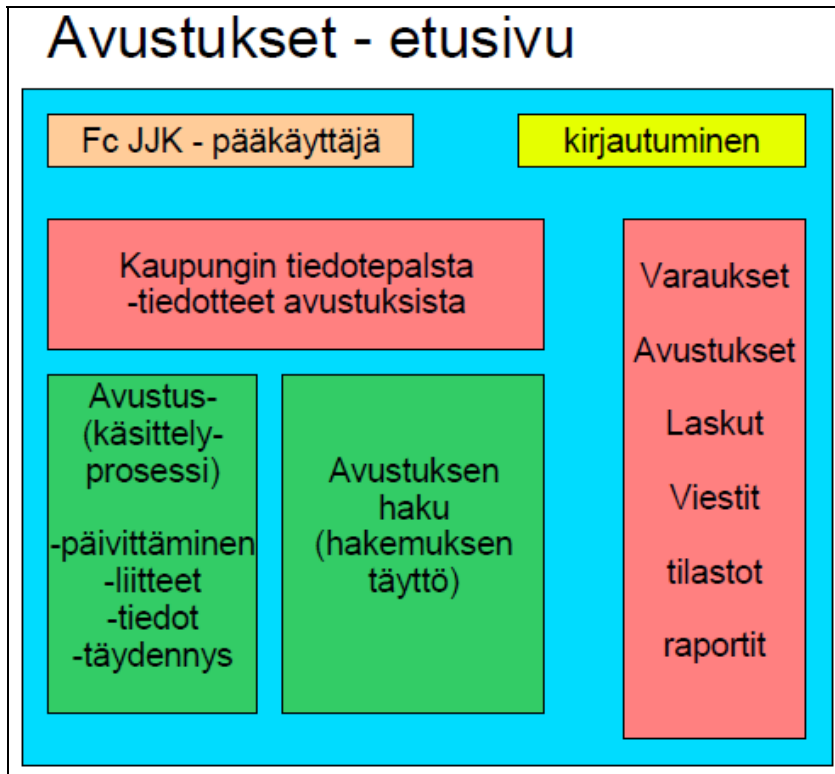 Avustukset - etusivu
Fc JJK - pääkäyttäjä
kirjautuminen
Kaupungin tiedotepalsta
-tiedotteet avustuksista
Avustus-
(käsittely-
prosessi)
-päivittäminen
-liitteet
-tiedot
-täydennys
Avustuksen
haku
(hakemuksen
täyttö)
Varaukset
Avustukset
Laskut
Viestit
tilastot
raportit